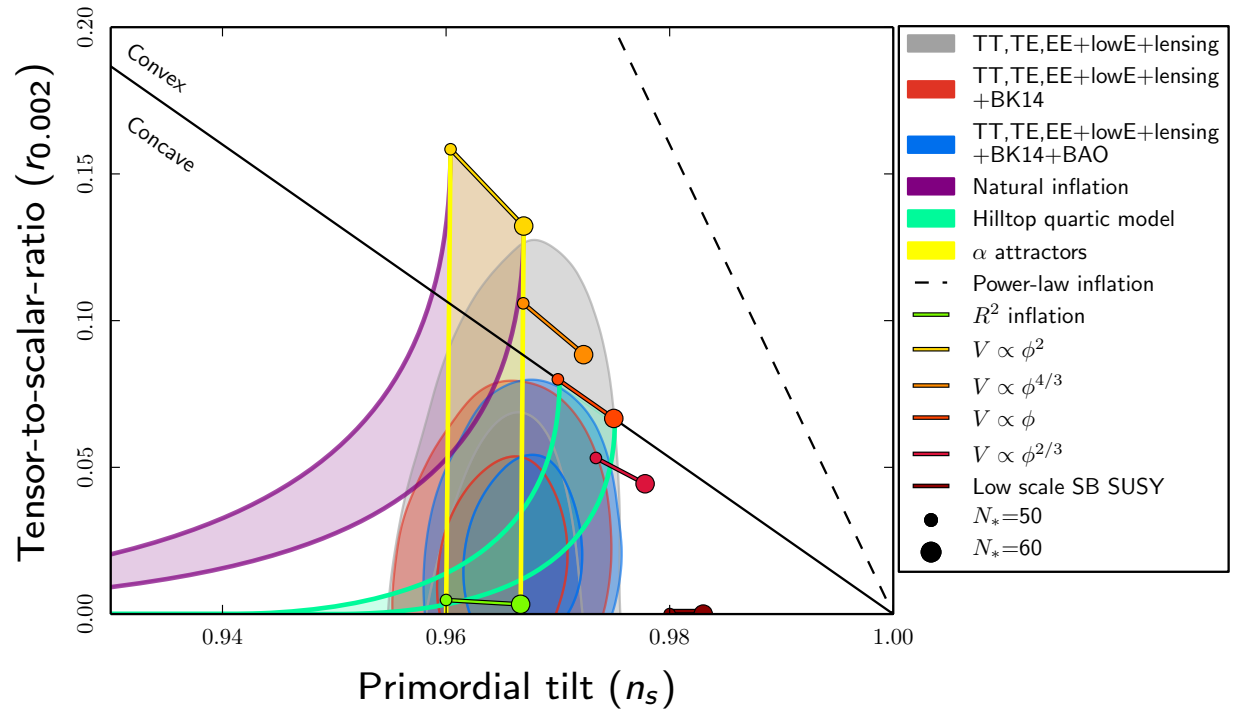 Tensor-to-scalar-ratio (r0.002)
0.20
0.15
0.10
0.05
0.00
Convex
Concave
0.94
0.96
0.98
1.00
Primordial tilt (ns)
TT,TE,EE+lowE+lensing
TT,TE,EE+lowE+lensing
+BK14
TT,TE,EE+lowE+lensing
+BK14+BAO
Natural inflation
Hilltop quartic model
α attractors
Power-law inflation
R² inflation
V ∝ ϕ²
V ∝ ϕ⁴/³
V ∝ ϕ
V ∝ ϕ²/³
Low scale SB SUSY
N*=50
N*=60